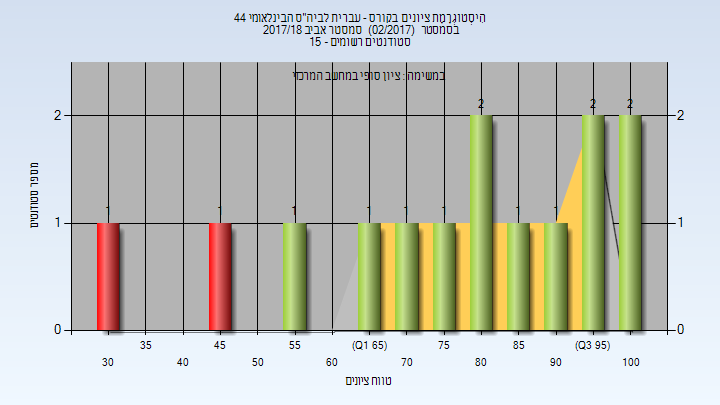 היסטוגרמת ציונים בקורס - עברית לביה"ס הבינלאומי 44
בסמסטר (02/2017) סמסטר אביב 2017/18
סטודנטים רשומים - 15
במשימה : ציון סופי במחשב המרכזי
2 2 2
1 1 1 1 1 1 1 1
מספר סטודנטים
2 2
1 1
0 0
35 45 55 (Q1 65) 75 85 (Q3 95)
30 40 50 60 70 80 90 100
טווח ציונים